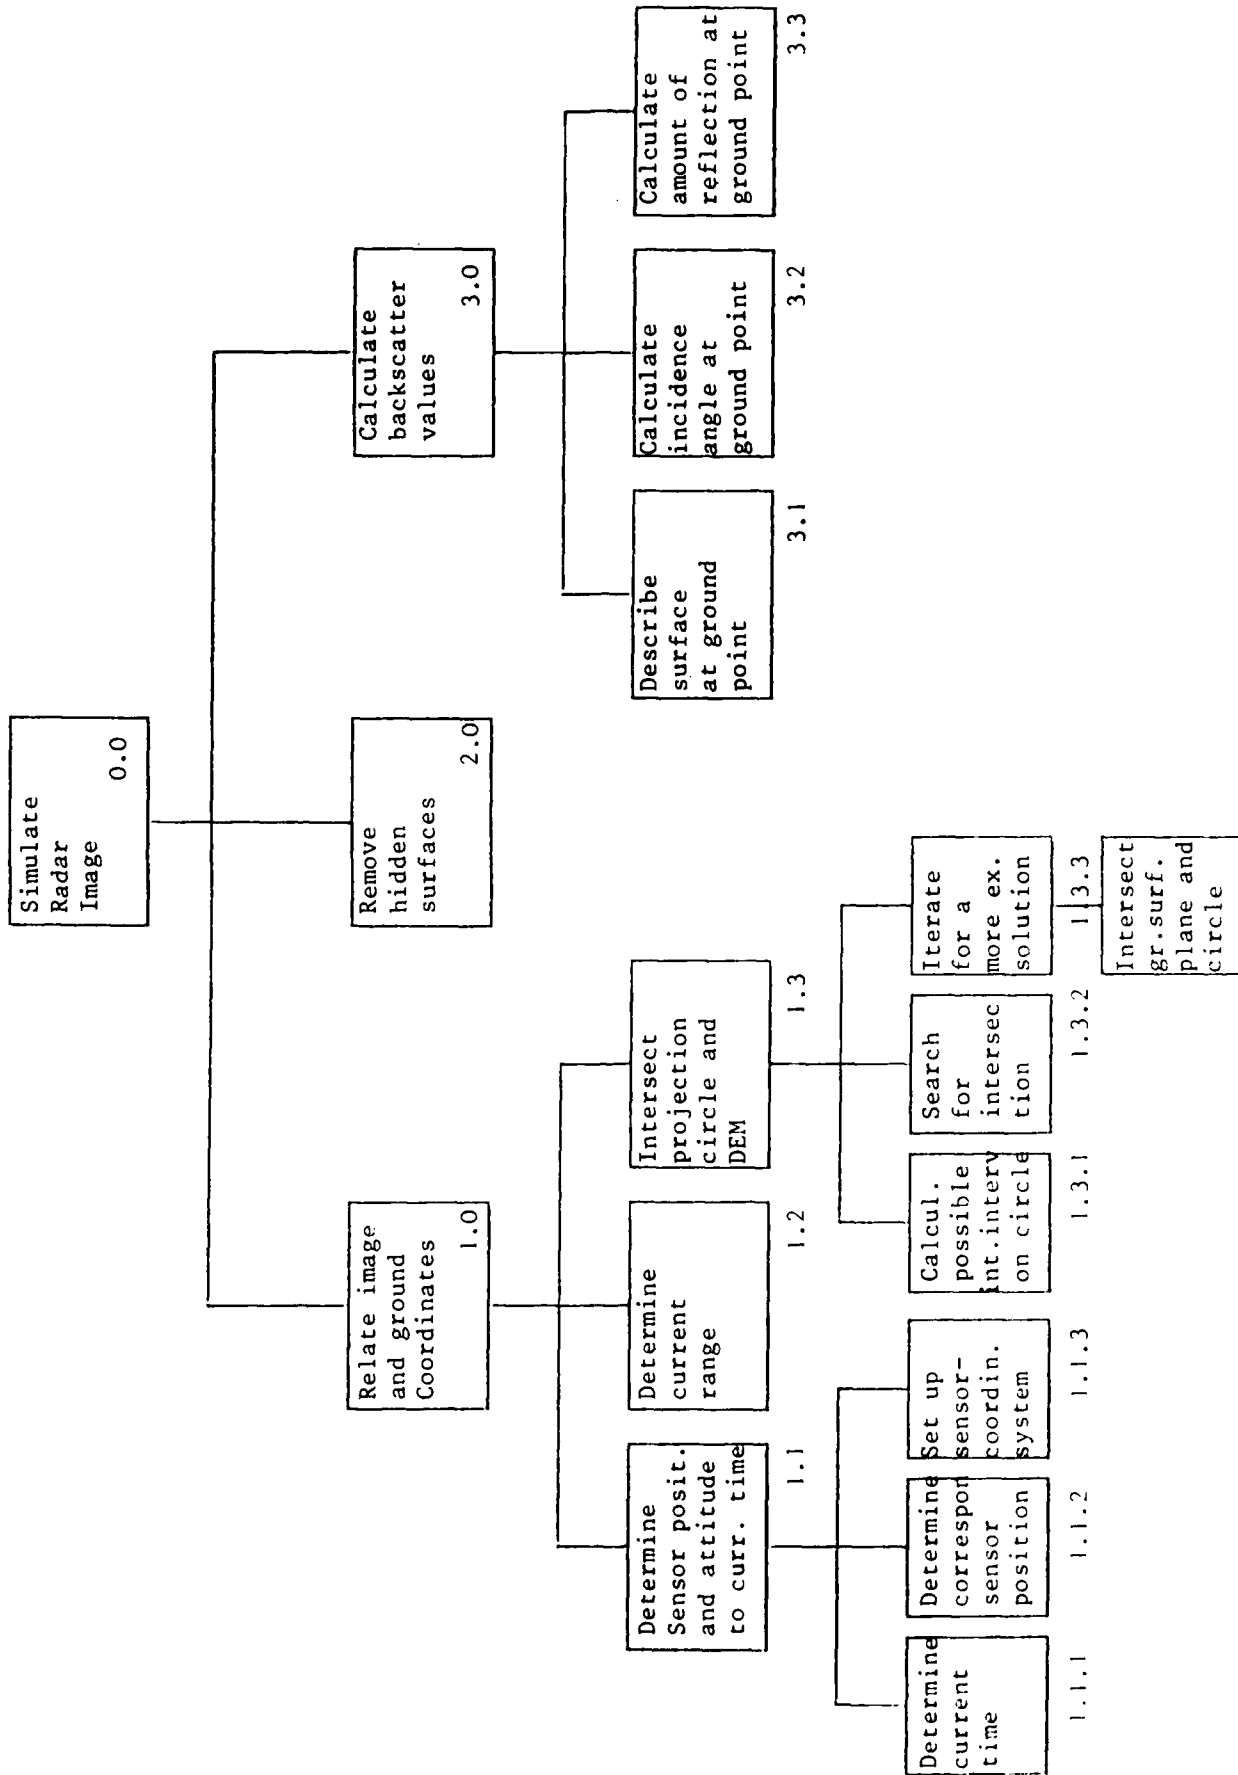 Simulate
Radar
Image
0.0
Relate image
and ground
Coordinates
1.0
Remove
hidden
surfaces
2.0
Calculate
backscatter
values
3.0
Determine
Sensor posit.
and attitude
to curr. time
1.1
Determine
current
range
1.2
Intersect
projection
circle and
DEM
1.3
Describe
surface
at ground
point
3.1
Calculate
incidence
angle at
ground point
3.2
Calculate
amount of
reflection at
ground point
3.3
Determine
current
time
1.1.1
Determine
correspon
sensor
position
1.1.2
Set up
sensor-
coordin.
system
1.1.3
Calcul.
possible
int.interv
on circle
1.3.1
Search
for
intersec
tion
1.3.2
Iterate
for a
more ex.
solution
1.3.3
Intersect
gr.surf.
plane and
circle